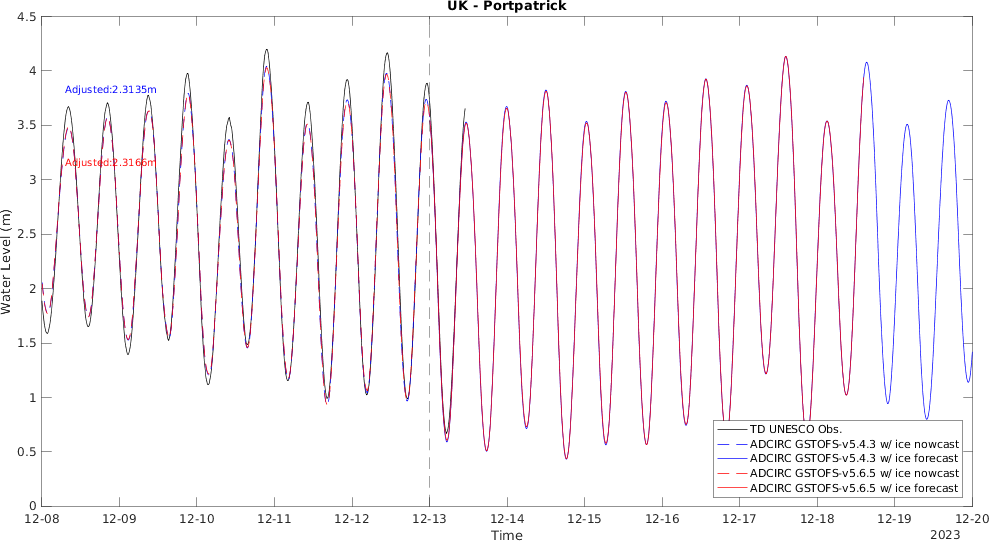 UK - Portpatrick
4.5
4
3.5
3
2.5
2
1.5
1
0.5
0
Water Level (m)
Adjusted:2.3135m
Adjusted:2.3166m
TD UNESCO Obs.
ADCIRC GSTOFS-v5.4.3 w/ ice nowcast
ADCIRC GSTOFS-v5.4.3 w/ ice forecast
ADCIRC GSTOFS-v5.6.5 w/ ice nowcast
ADCIRC GSTOFS-v5.6.5 w/ ice forecast
12-08 12-09 12-10 12-11 12-12 12-13 12-14 12-15 12-16 12-17 12-18 12-19 12-20
Time
2023